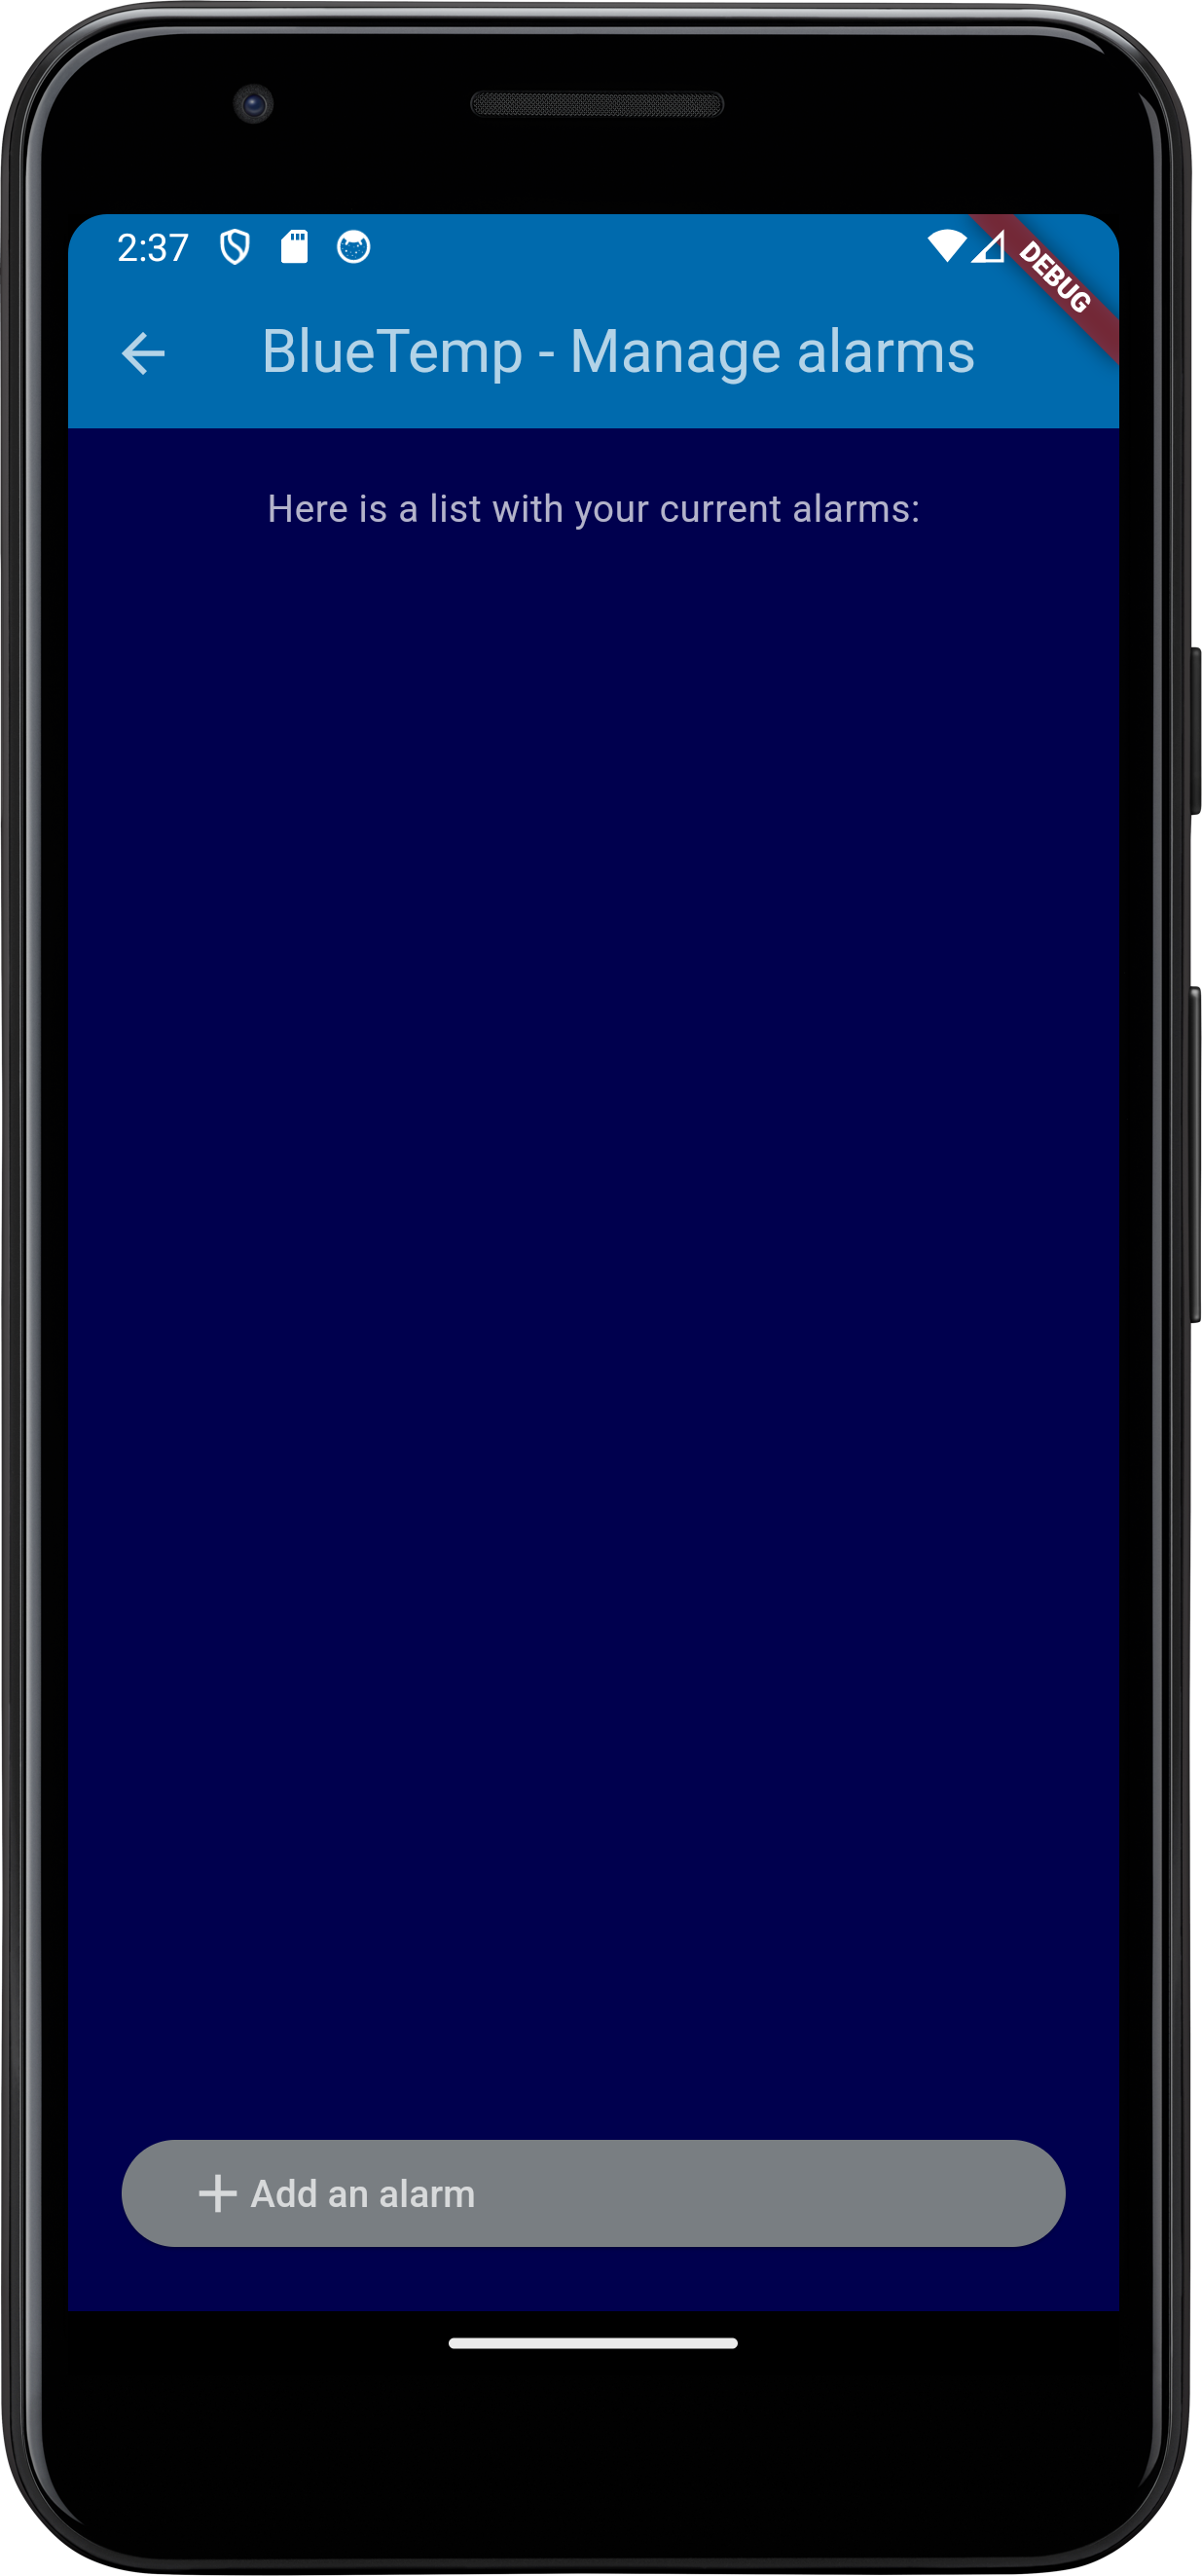 2:37
DEBUG
BlueTemp - Manage alarms
Here is a list with your current alarms:
Add an alarm